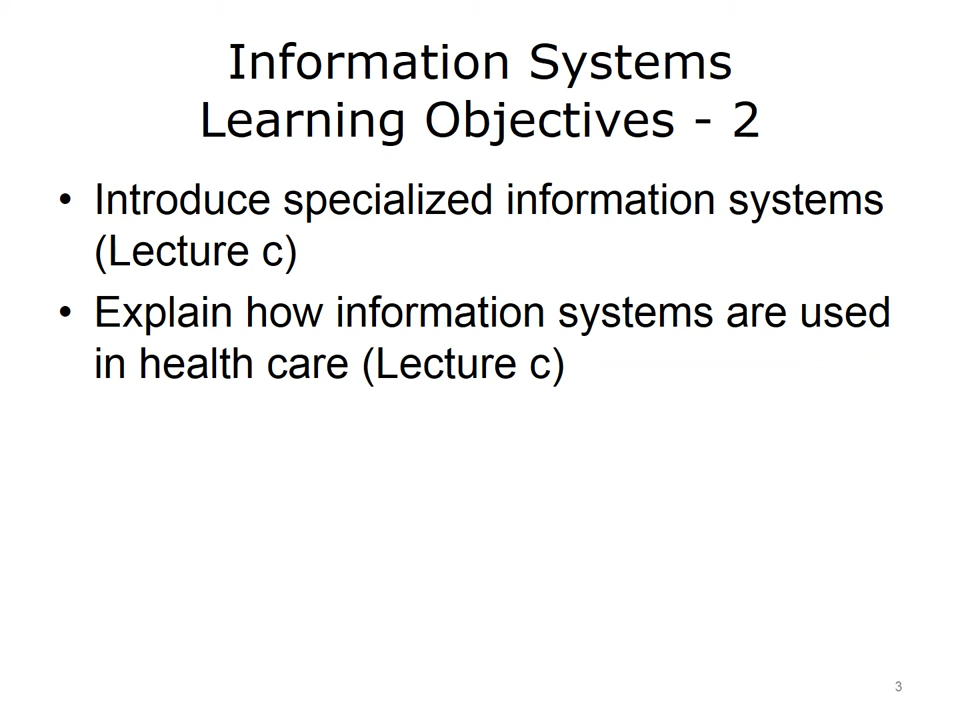 Information Systems
Learning Objectives - 2
• Introduce specialized information systems
(Lecture c)
• Explain how information systems are used
in health care (Lecture c)
3